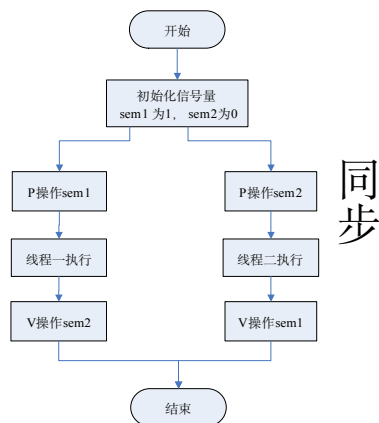 开始
初始化信号量
sem1 为1， sem2为0
P操作sem1
P操作sem2
线程一执行
线程二执行
V操作sem2
V操作sem1
结束
同步